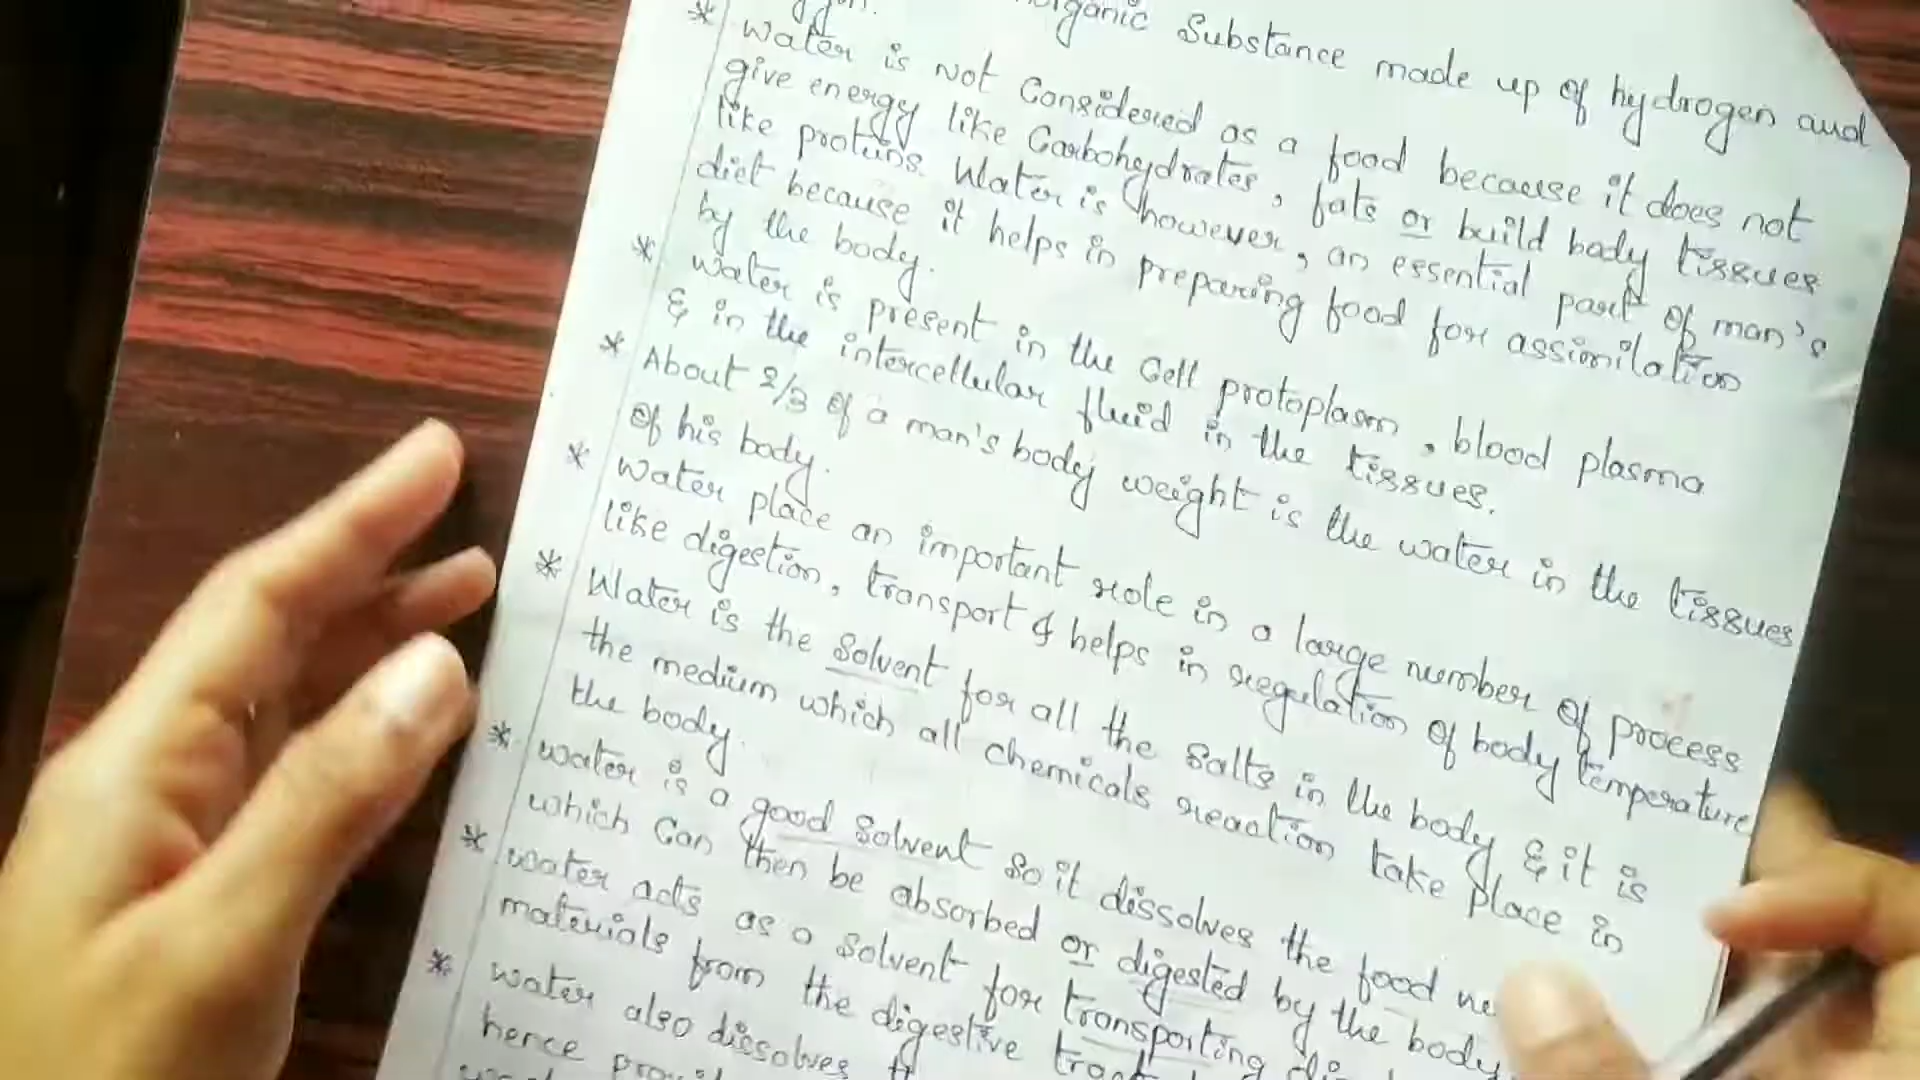 organic Substance made up of hydrogen and
* water is not Considered as a food because it does not
give energy like Carbohydrates, fats or build body tissues
like proteins. Water is however, an essential part of man's
diet because it helps in preparing food for assimilation
by the body.
* water is present in the Cell protoplasm, blood plasma
& in the intercellular fluid in the tissues.
* About 2/3 of a man's body weight is the water in the tissues
of his body.
* water place an important role in a large number of process
like digestion, transport & helps in regulation of body temperature
* Water is the Solvent for all the Salts in the body & it is
the medium which all chemicals reaction take place in
the body.
* water is a good Solvent So it dissolves the food
which Can then be absorbed or digested by the body
* water acts as a solvent for transporting
materials from the digestive
* water also dissolves
hence